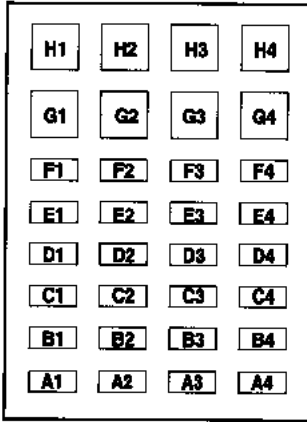 H1 H2 H3 H4
G1 G2 G3 G4
F1 F2 F3 F4
E1 E2 E3 E4
D1 D2 D3 D4
C1 C2 C3 C4
B1 B2 B3 B4
A1 A2 A3 A4